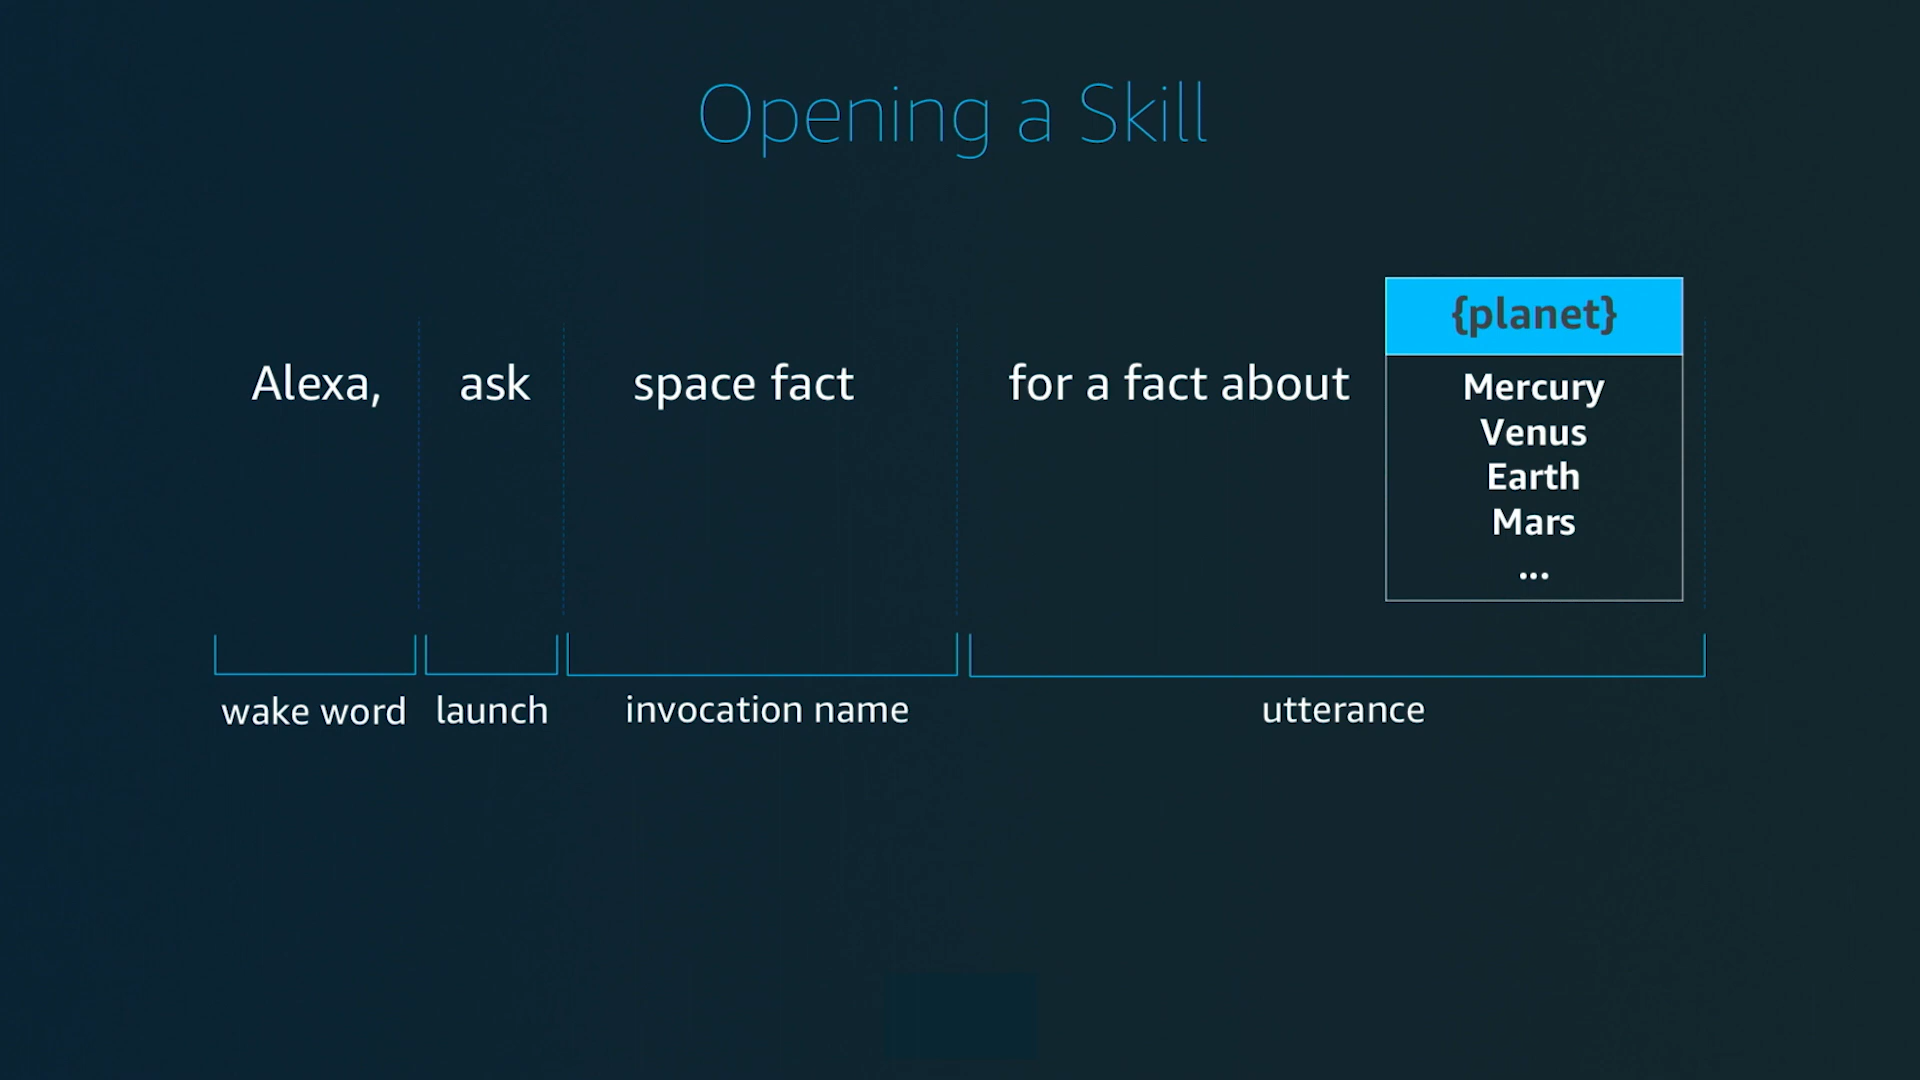 Opening a Skill
Alexa, ask space fact for a fact about {planet}
Mercury
Venus
Earth
Mars
...
wake word launch invocation name utterance